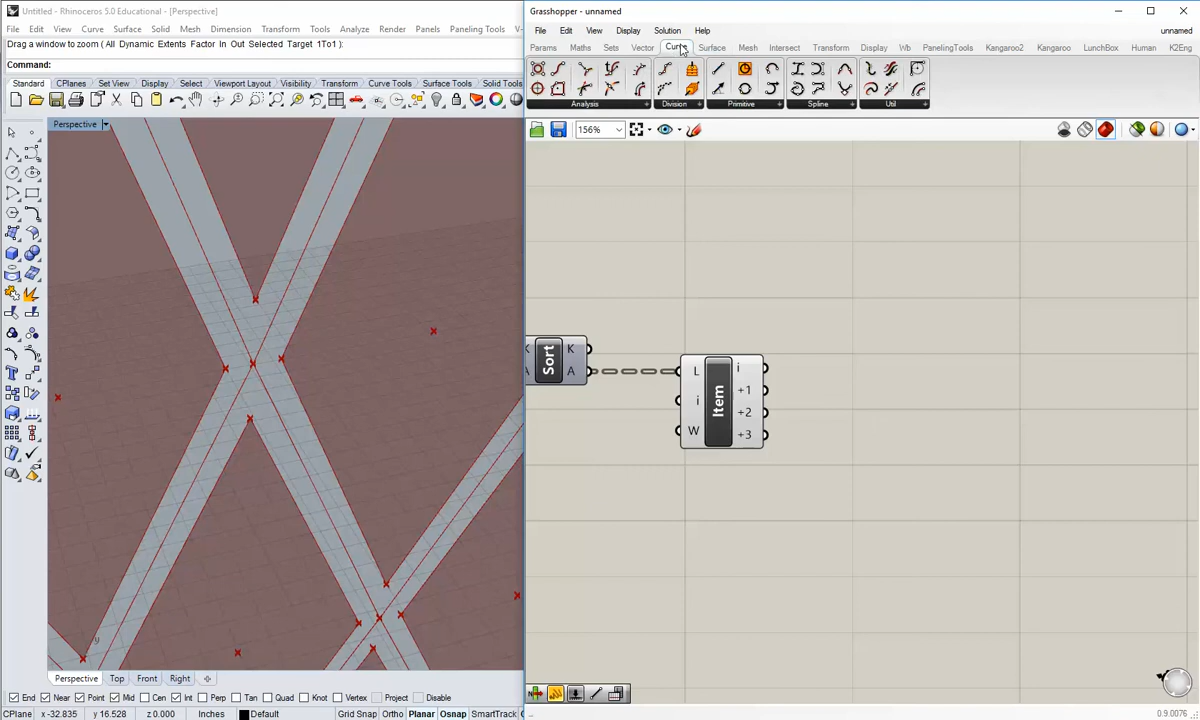 Untitled - Rhinoceros 5.0 Educational - [Perspective]
File Edit View Curve Surface Solid Mesh Dimension Transform Tools Analyze Render Panels Paneling Tools V-
Drag a window to zoom ( All Dynamic Extents Factor In Out Selected Target 1To1 ):
Command:
Standard CPlanes Set View Display Select Viewport Layout Visibility Transform Curve Tools Surface Tools Solid Tools
Perspective
y
Perspective Top Front Right
End Near Point Mid Cen Int Perp Tan Quad Knot Vertex Project Disable
CPlane x -32.835 y 16.528 z 0.000 Inches Default Grid Snap Ortho Planar Osnap SmartTrack
Grasshopper - unnamed
File Edit View Display Solution Help unnamed
Params Maths Sets Vector Curve Surface Mesh Intersect Transform Display Wb PanelingTools Kangaroo2 Kangaroo LunchBox Human K2Eng
Analysis Division Primitive Spline Util
156%
K Sort K
A A
Item
L i
i +1
W +2
+3
0.9.0076